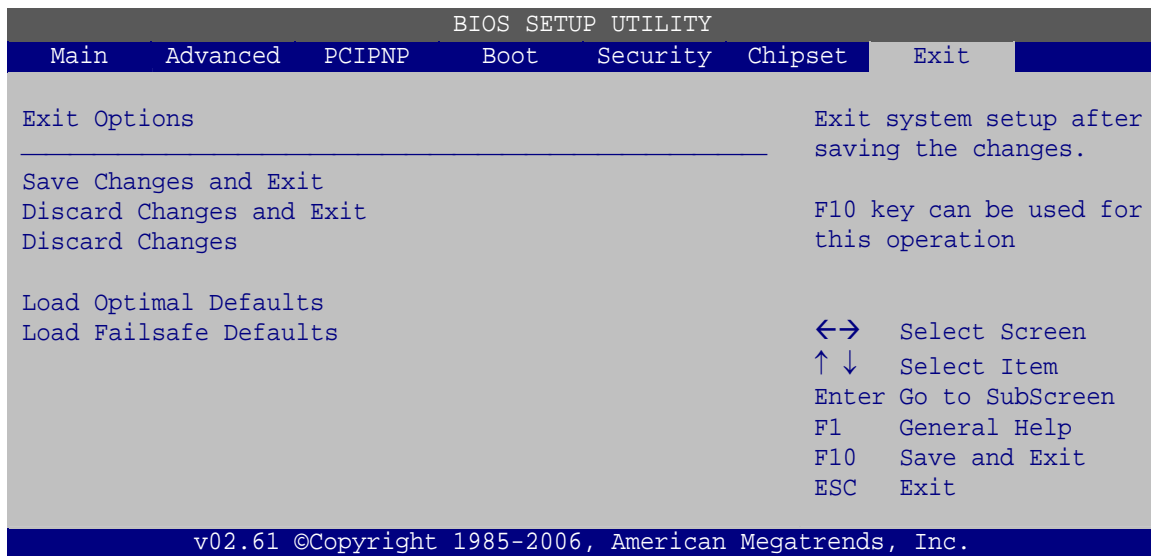 BIOS SETUP UTILITY
Main Advanced PCIPNP Boot Security Chipset Exit
Exit Options
Save Changes and Exit
Discard Changes and Exit
Discard Changes
Load Optimal Defaults
Load Failsafe Defaults
Exit system setup after
saving the changes.
F10 key can be used for
this operation
←→ Select Screen
↑ ↓ Select Item
Enter Go to SubScreen
F1 General Help
F10 Save and Exit
ESC Exit
v02.61 ©Copyright 1985-2006, American Megatrends, Inc.